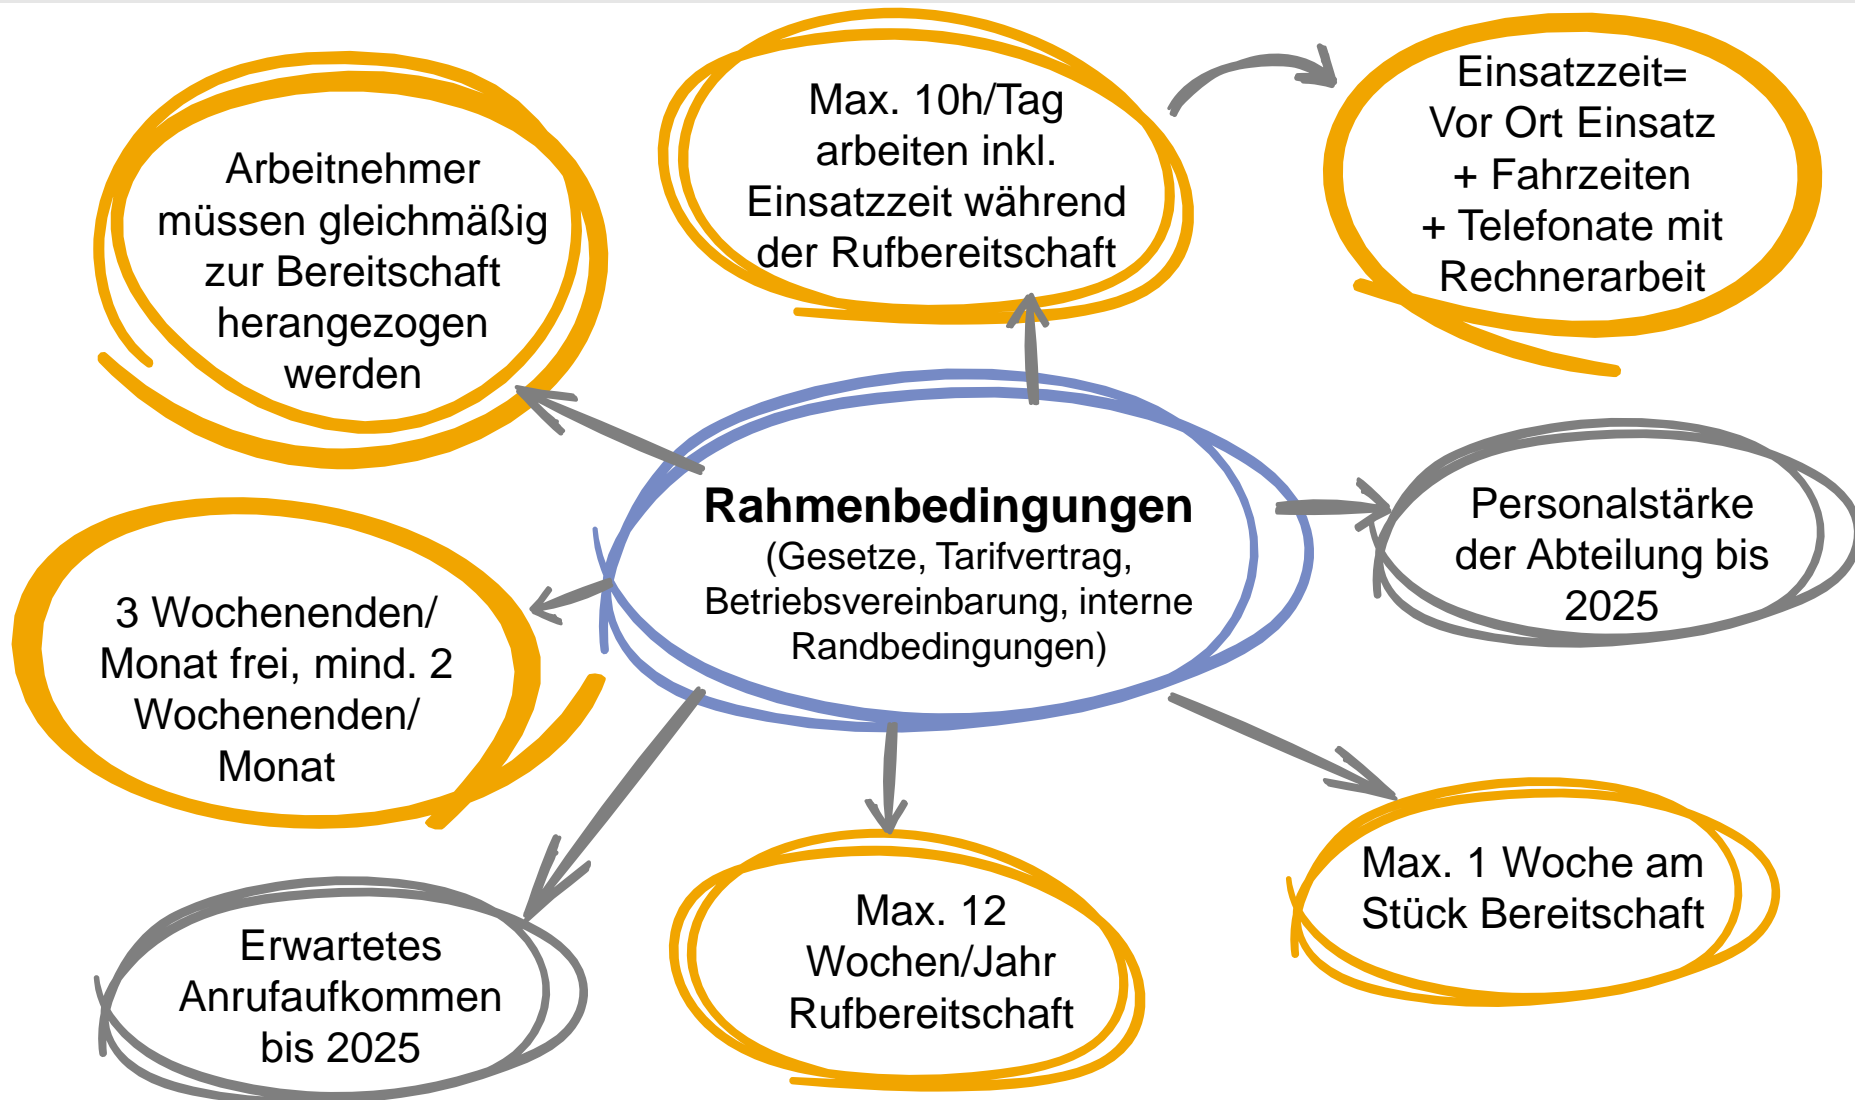 Arbeitnehmer
müssen gleichmäßig
zur Bereitschaft
herangezogen
werden
Max. 10h/Tag
arbeiten inkl.
Einsatzzeit während
der Rufbereitschaft
Einsatzzeit=
Vor Ort Einsatz
+ Fahrzeiten
+ Telefonate mit
Rechnerarbeit
Rahmenbedingungen
(Gesetze, Tarifvertrag,
Betriebsvereinbarung, interne
Randbedingungen)
Personalstärke
der Abteilung bis
2025
3 Wochenenden/
Monat frei, mind. 2
Wochenenden/
Monat
Erwartetes
Anrufaufkommen
bis 2025
Max. 12
Wochen/Jahr
Rufbereitschaft
Max. 1 Woche am
Stück Bereitschaft